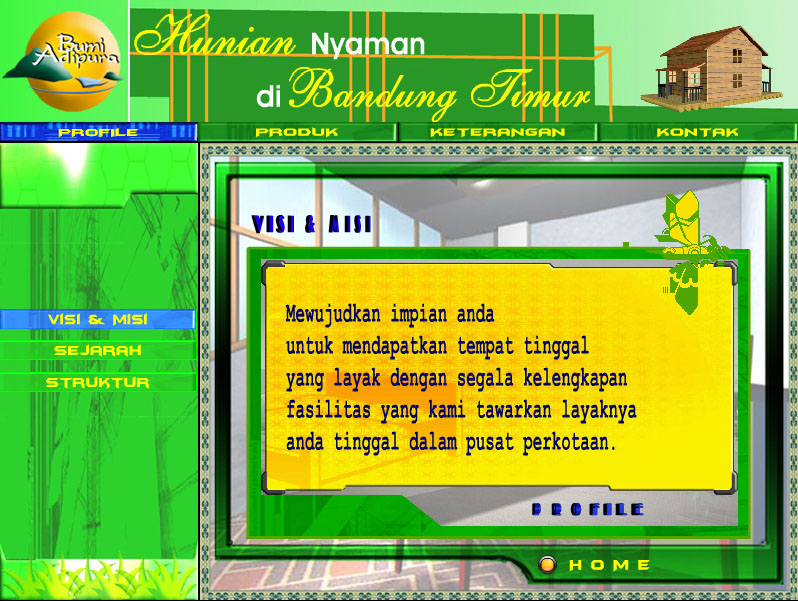 Bumi
Adipura
Hunian Nyaman
di Bandung Timur
PROFILE
PRODUK
KETERANGAN
KONTAK
VISI & MISI
SEJARAH
STRUKTUR
VISI & MISI
Mewujudkan impian anda
untuk mendapatkan tempat tinggal
yang layak dengan segala kelengkapan
fasilitas yang kami tawarkan layaknya
anda tinggal dalam pusat perkotaan.
PROFILE
HOME